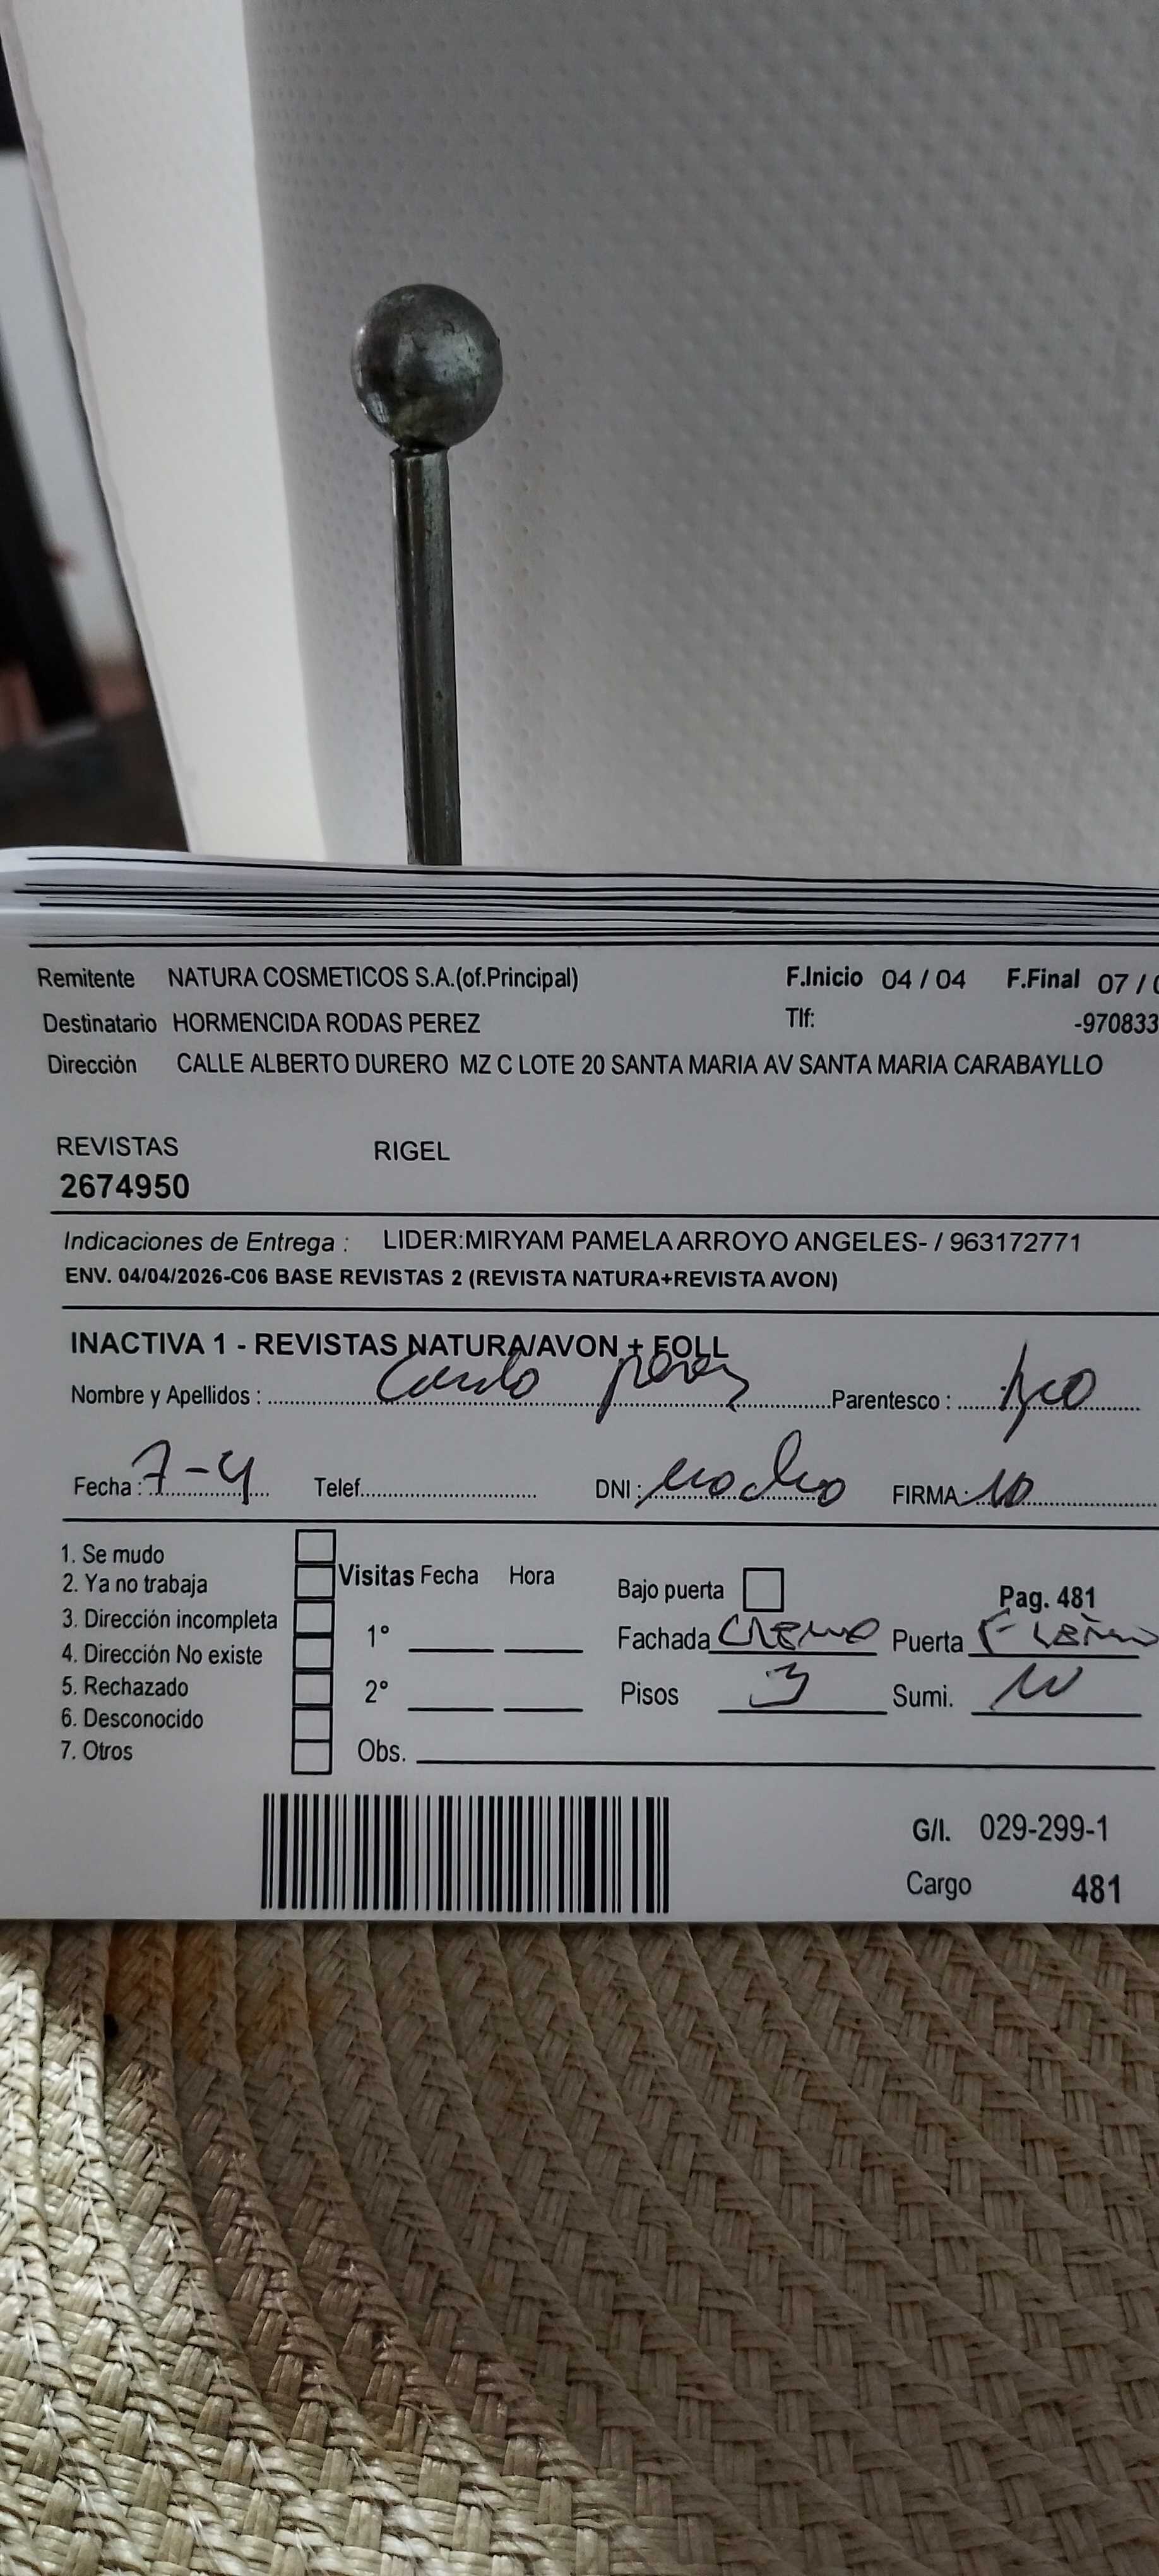 Remitente NATURA COSMETICOS S.A.(of.Principal) F.Inicio 04 / 04 F.Final 07 /
Destinatario HORMENCIDA RODAS PEREZ Tlf: -970833
Dirección CALLE ALBERTO DURERO MZ C LOTE 20 SANTA MARIA AV SANTA MARIA CARABAYLLO
REVISTAS RIGEL
2674950
Indicaciones de Entrega : LIDER:MIRYAM PAMELA ARROYO ANGELES- / 963172771
ENV. 04/04/2026-C06 BASE REVISTAS 2 (REVISTA NATURA+REVISTA AVON)
INACTIVA 1 - REVISTAS NATURA/AVON + FOLL
Nombre y Apellidos : perez Parentesco :
Fecha : 7-4 Telef. DNI : FIRMA:
1. Se mudo
2. Ya no trabaja
3. Dirección incompleta
4. Dirección No existe
5. Rechazado
6. Desconocido
7. Otros
Visitas Fecha Hora
1°
2°
Obs.
Bajo puerta Pag. 481
Fachada crema Puerta
Pisos 3 Sumi.
G/I. 029-299-1
Cargo 481